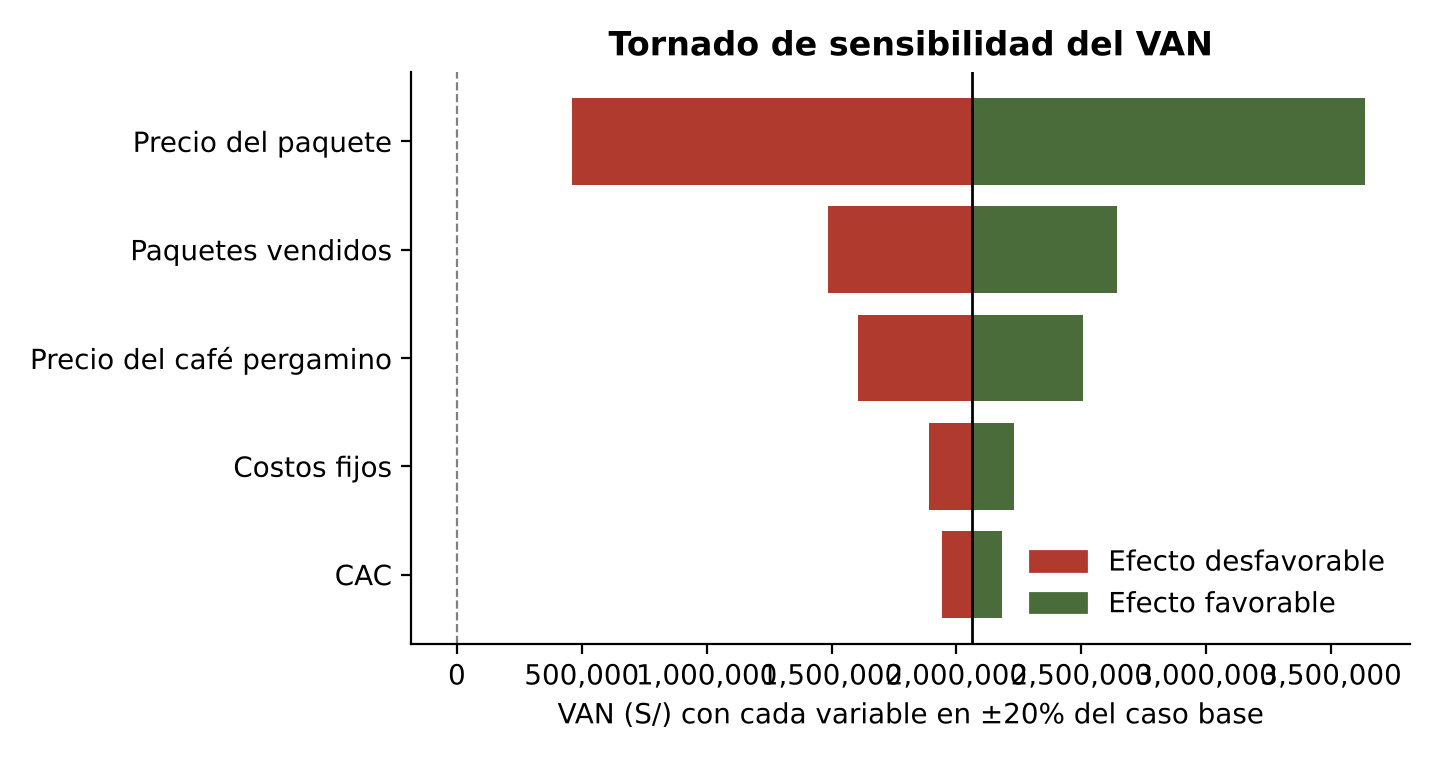 Tornado de sensibilidad del VAN
Precio del paquete
Paquetes vendidos
Precio del café pergamino
Costos fijos
CAC
Efecto desfavorable
Efecto favorable
0 500,000 1,000,000 1,500,000 2,000,000 2,500,000 3,000,000 3,500,000
VAN (S/) con cada variable en ±20% del caso base